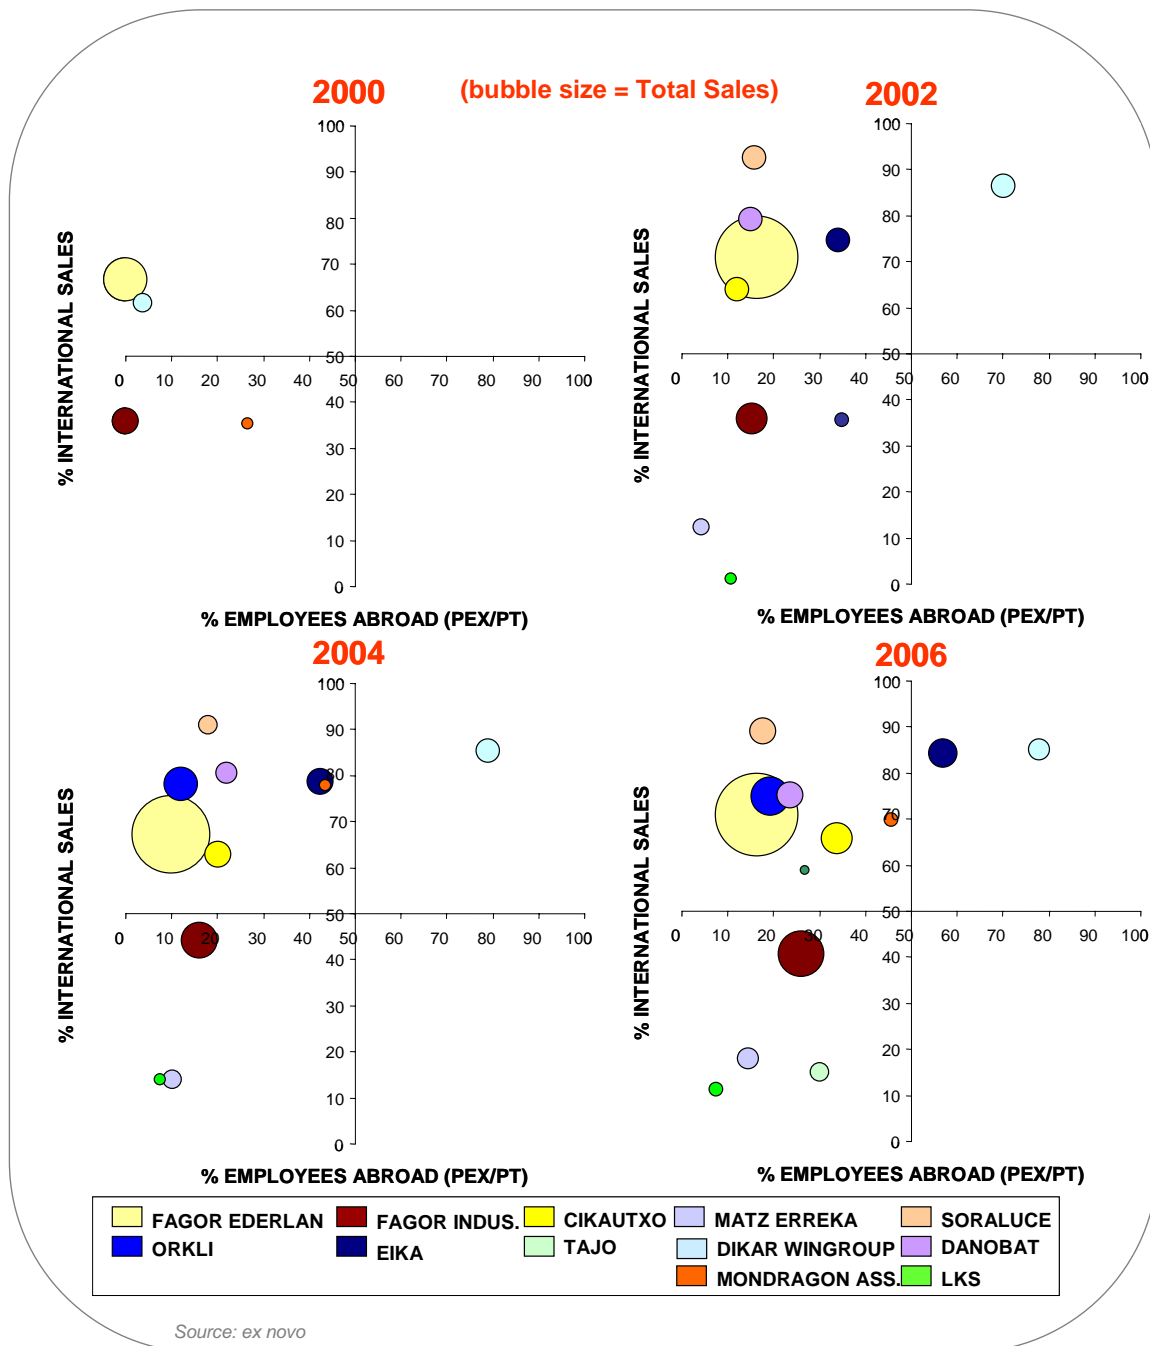 2000 (bubble size = Total Sales) 2002
% INTERNATIONAL SALES
100
90
80
70
60
50
40
30
20
10
0
0 10 20 30 40 50 60 70 80 90 100
% EMPLOYEES ABROAD (PEX/PT)
% INTERNATIONAL SALES
100
90
80
70
60
50
40
30
20
10
0
0 10 20 30 40 50 60 70 80 90 100
% EMPLOYEES ABROAD (PEX/PT)
2004
% INTERNATIONAL SALES
100
90
80
70
60
50
40
30
20
10
0
0 10 20 30 40 50 60 70 80 90 100
% EMPLOYEES ABROAD (PEX/PT)
2006
% INTERNATIONAL SALES
100
90
80
70
60
50
40
30
20
10
0
0 10 20 30 40 50 60 70 80 90 100
% EMPLOYEES ABROAD (PEX/PT)
FAGOR EDERLAN FAGOR INDUS. CIKAUTXO MATZ ERREKA SORALUCE
ORKLI EIKA TAJO DIKAR WINGROUP DANOBAT
MONDRAGON ASS. LKS
Source: ex novo